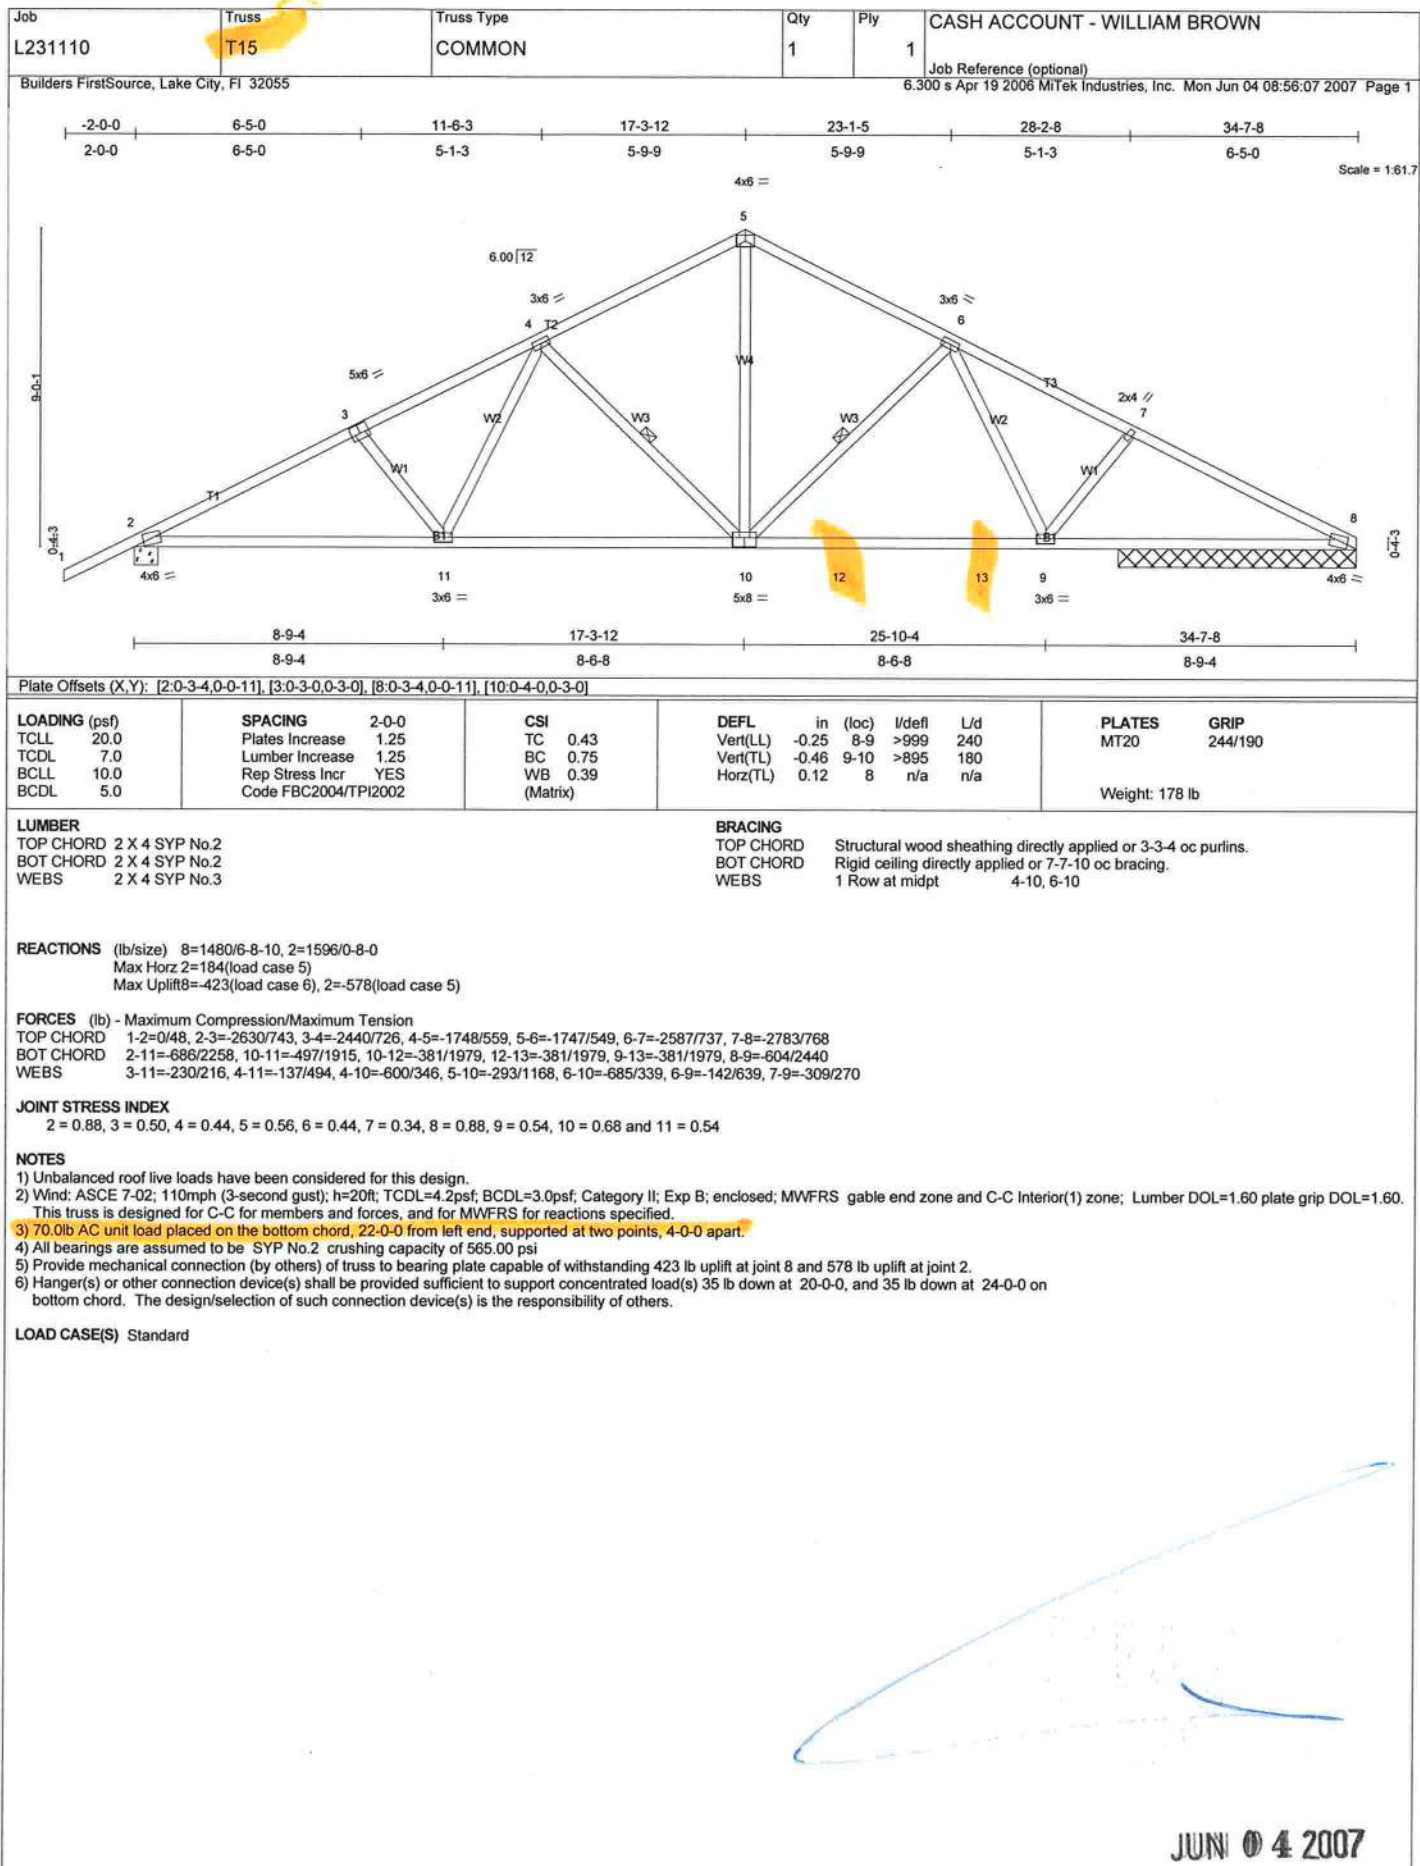 Job Truss Truss Type Qty Ply CASH ACCOUNT - WILLIAM BROWN
L231110 T15 COMMON 1 1
Job Reference (optional)
Builders FirstSource, Lake City, Fl 32055 6.300 s Apr 19 2006 MiTek Industries, Inc. Mon Jun 04 08:56:07 2007 Page 1
-2-0-0 6-5-0 11-6-3 17-3-12 23-1-5 28-2-8 34-7-8
2-0-0 6-5-0 5-1-3 5-9-9 5-9-9 5-1-3 6-5-0
Scale = 1:61.7
4x6 =
5
6.00 12
3x6 = 3x6 =
4 T2 6
W4
5x6 = T3
2x4 //
3 7
9-0-1
W2 W3 W3 W2
W1 W1
T1
2 8
1 0-4-3 B1 B1 0-4-3
4x6 = 11 10 12 13 9 4x6 =
3x6 = 5x8 = 3x6 =
8-9-4 17-3-12 25-10-4 34-7-8
8-9-4 8-6-8 8-6-8 8-9-4
Plate Offsets (X,Y): [2:0-3-4,0-0-11], [3:0-3-0,0-3-0], [8:0-3-4,0-0-11], [10:0-4-0,0-3-0]
LOADING (psf) SPACING 2-0-0 CSI DEFL in (loc) l/defl L/d PLATES GRIP
TCLL 20.0 Plates Increase 1.25 TC 0.43 Vert(LL) -0.25 8-9 >999 240 MT20 244/190
TCDL 7.0 Lumber Increase 1.25 BC 0.75 Vert(TL) -0.46 9-10 >895 180
BCLL 10.0 Rep Stress Incr YES WB 0.39 Horz(TL) 0.12 8 n/a n/a
BCDL 5.0 Code FBC2004/TPI2002 (Matrix) Weight: 178 lb
LUMBER
TOP CHORD 2 X 4 SYP No.2
BOT CHORD 2 X 4 SYP No.2
WEBS 2 X 4 SYP No.3
BRACING
TOP CHORD Structural wood sheathing directly applied or 3-3-4 oc purlins.
BOT CHORD Rigid ceiling directly applied or 7-7-10 oc bracing.
WEBS 1 Row at midpt 4-10, 6-10
REACTIONS (lb/size) 8=1480/6-8-10, 2=1596/0-8-0
Max Horz 2=184(load case 5)
Max Uplift8=-423(load case 6), 2=-578(load case 5)
FORCES (lb) - Maximum Compression/Maximum Tension
TOP CHORD 1-2=0/48, 2-3=-2630/743, 3-4=-2440/726, 4-5=-1748/559, 5-6=-1747/549, 6-7=-2587/737, 7-8=-2783/768
BOT CHORD 2-11=-686/2258, 10-11=-497/1915, 10-12=-381/1979, 12-13=-381/1979, 9-13=-381/1979, 8-9=-604/2440
WEBS 3-11=-230/216, 4-11=-137/494, 4-10=-600/346, 5-10=-293/1168, 6-10=-685/339, 6-9=-142/639, 7-9=-309/270
JOINT STRESS INDEX
2 = 0.88, 3 = 0.50, 4 = 0.44, 5 = 0.56, 6 = 0.44, 7 = 0.34, 8 = 0.88, 9 = 0.54, 10 = 0.68 and 11 = 0.54
NOTES
1) Unbalanced roof live loads have been considered for this design.
2) Wind: ASCE 7-02; 110mph (3-second gust); h=20ft; TCDL=4.2psf; BCDL=3.0psf; Category II; Exp B; enclosed; MWFRS gable end zone and C-C Interior(1) zone; Lumber DOL=1.60 plate grip DOL=1.60.
This truss is designed for C-C for members and forces, and for MWFRS for reactions specified.
3) 70.0lb AC unit load placed on the bottom chord, 22-0-0 from left end, supported at two points, 4-0-0 apart.
4) All bearings are assumed to be SYP No.2 crushing capacity of 565.00 psi
5) Provide mechanical connection (by others) of truss to bearing plate capable of withstanding 423 lb uplift at joint 8 and 578 lb uplift at joint 2.
6) Hanger(s) or other connection device(s) shall be provided sufficient to support concentrated load(s) 35 lb down at 20-0-0, and 35 lb down at 24-0-0 on
bottom chord. The design/selection of such connection device(s) is the responsibility of others.
LOAD CASE(S) Standard
JUN 04 2007